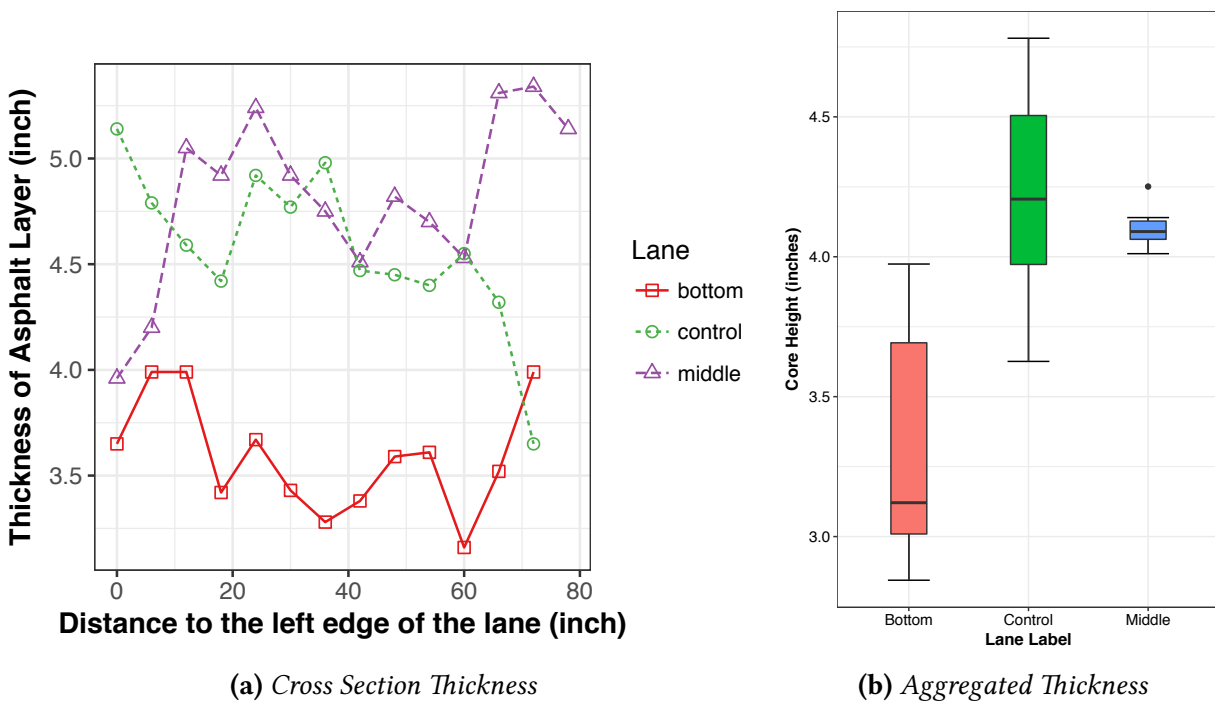 Thickness of Asphalt Layer (inch)
5.0
4.5
4.0
3.5
0
20
40
60
80
Distance to the left edge of the lane (inch)
Lane
bottom
control
middle
(a) Cross Section Thickness
Core Height (inches)
4.5
4.0
3.5
3.0
Bottom
Control
Middle
Lane Label
(b) Aggregated Thickness